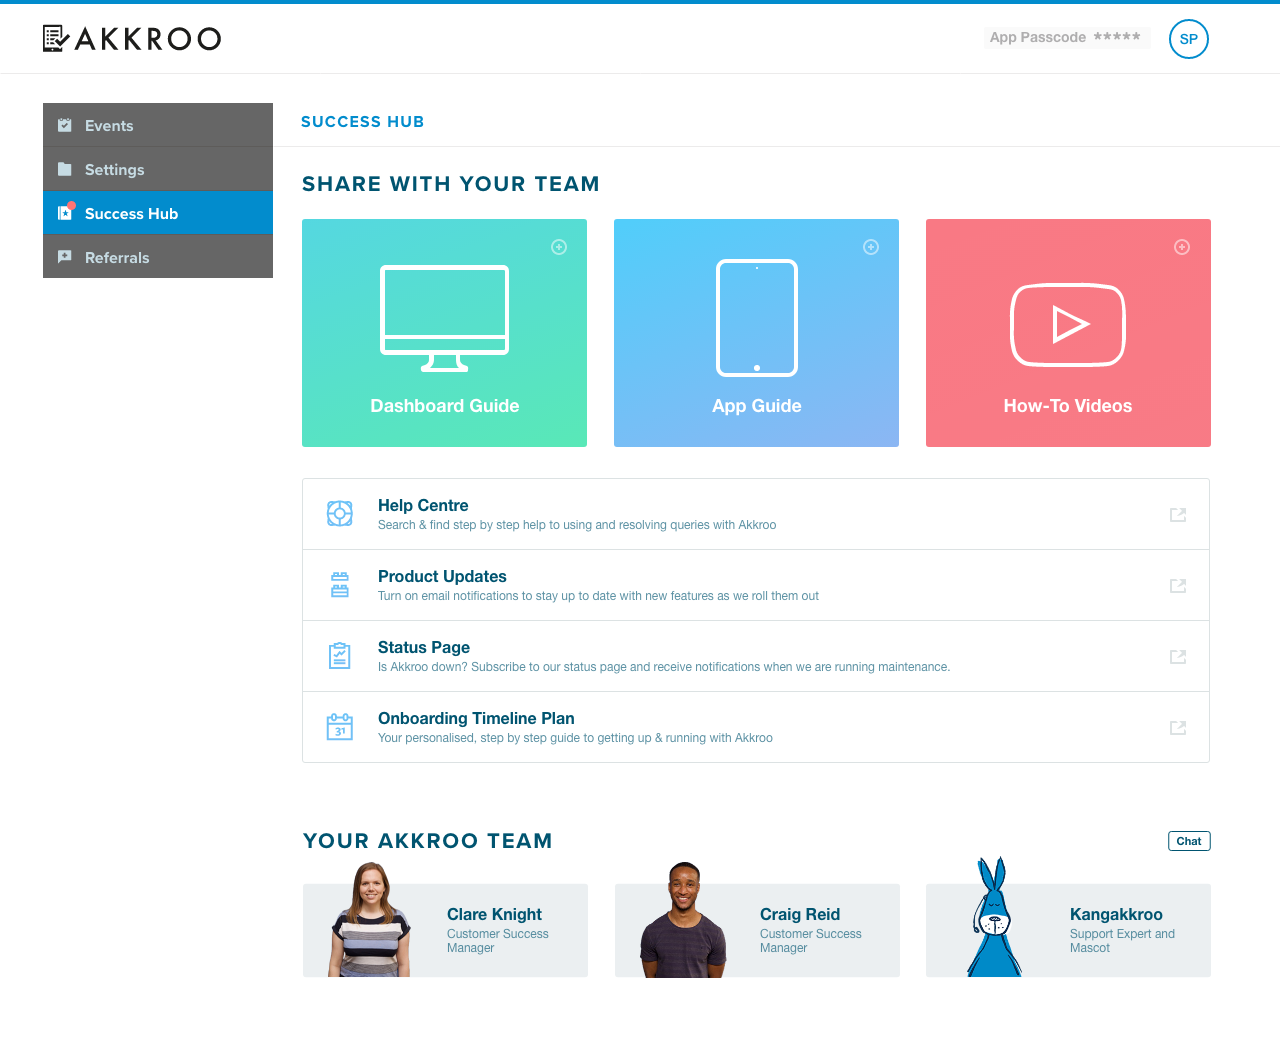 AKKROO
App Passcode *****
SP
Events
Settings
Success Hub
Referrals
SUCCESS HUB
SHARE WITH YOUR TEAM
Dashboard Guide
App Guide
How-To Videos
Help Centre
Search & find step by step help to using and resolving queries with Akkroo
Product Updates
Turn on email notifications to stay up to date with new features as we roll them out
Status Page
Is Akkroo down? Subscribe to our status page and receive notifications when we are running maintenance.
31
Onboarding Timeline Plan
Your personalised, step by step guide to getting up & running with Akkroo
YOUR AKKROO TEAM
Chat
Clare Knight
Customer Success
Manager
Craig Reid
Customer Success
Manager
Kangakkroo
Support Expert and
Mascot